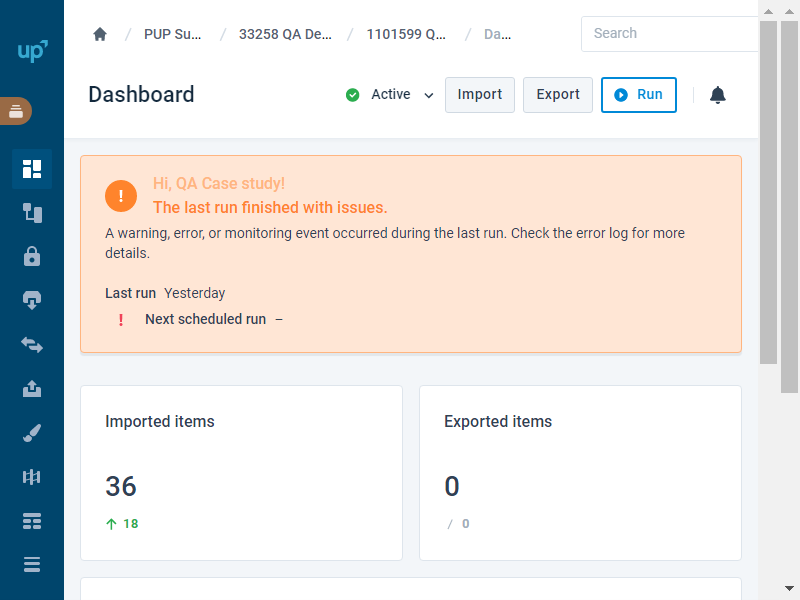 up
/ PUP Su... / 33258 QA De... / 1101599 Q... / Da...
Search
Dashboard
Active
Import
Export
Run
!
Hi, QA Case study!
The last run finished with issues.
A warning, error, or monitoring event occurred during the last run. Check the error log for more
details.
Last run Yesterday
! Next scheduled run –
Imported items
36
18
Exported items
0
/ 0